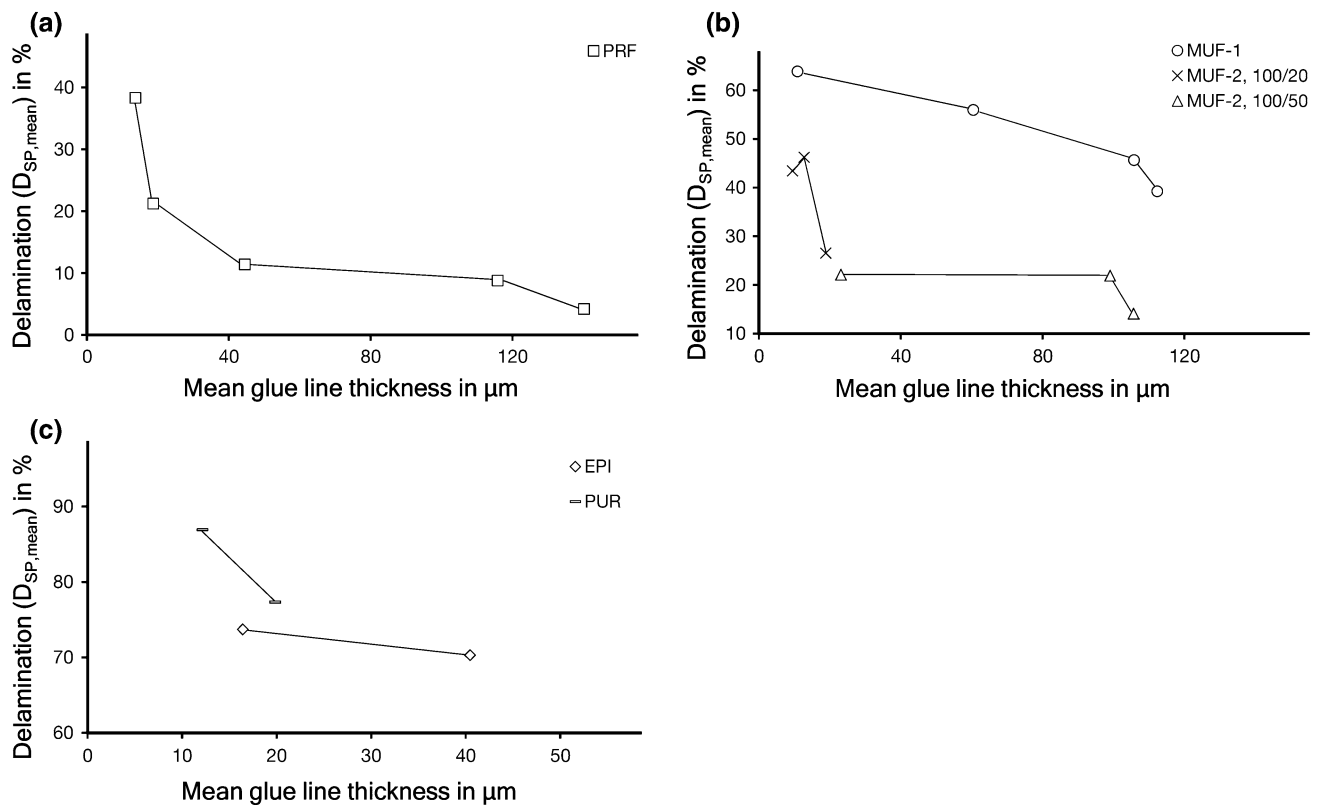 (a)
PRF
Delamination (D_SP,mean) in %
40
30
20
10
0
0 40 80 120
Mean glue line thickness in µm
(b)
MUF-1
MUF-2, 100/20
MUF-2, 100/50
Delamination (D_SP,mean) in %
60
50
40
30
20
10
0 40 80 120
Mean glue line thickness in µm
(c)
EPI
PUR
Delamination (D_SP,mean) in %
90
80
70
60
0 10 20 30 40 50
Mean glue line thickness in µm